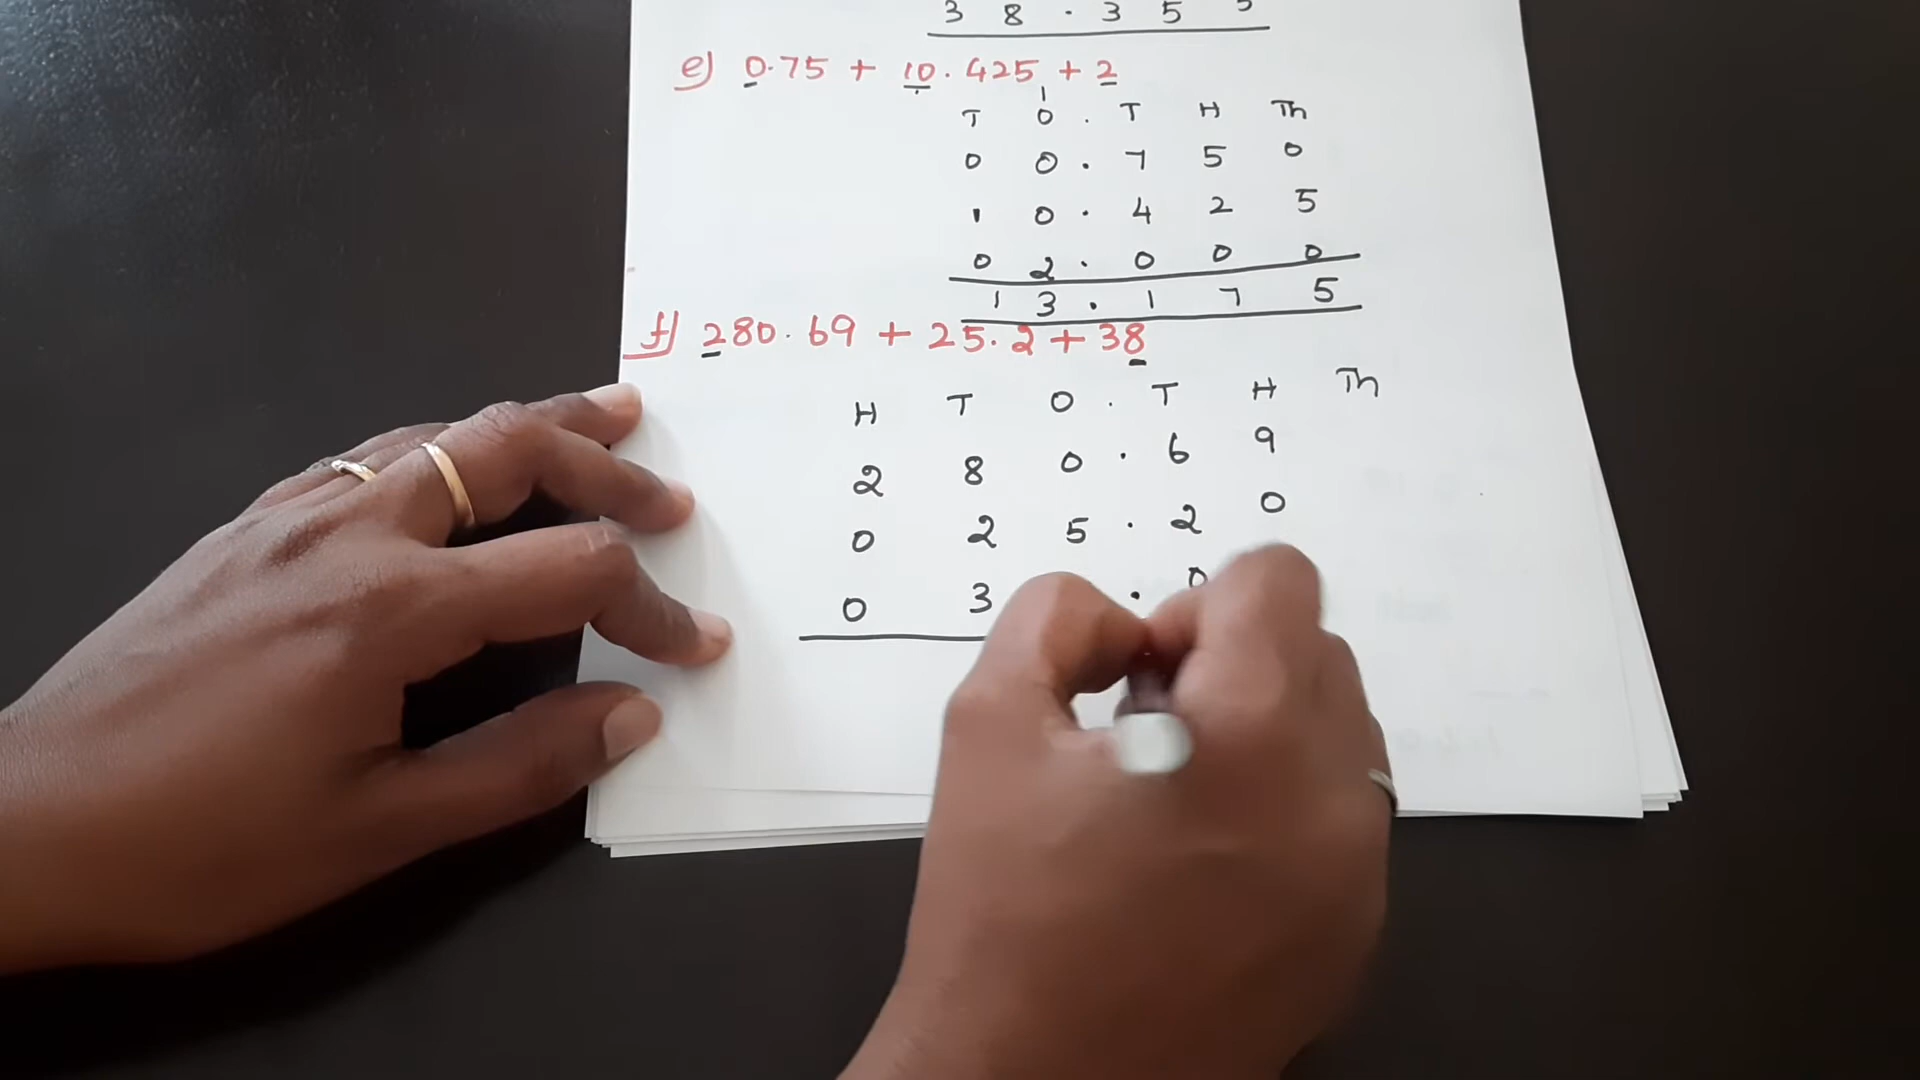 3 8 . 3 5 5
e) 0.75 + 10.425 + 2
1
T O . T H Th
0 0 . 7 5 0
1 0 . 4 2 5
0 2 . 0 0 0
1 3 . 1 7 5
f) 280.69 + 25.2 + 38
H T O . T H Th
2 8 0 . 6 9
0 2 5 . 2 0
0 3 . 0